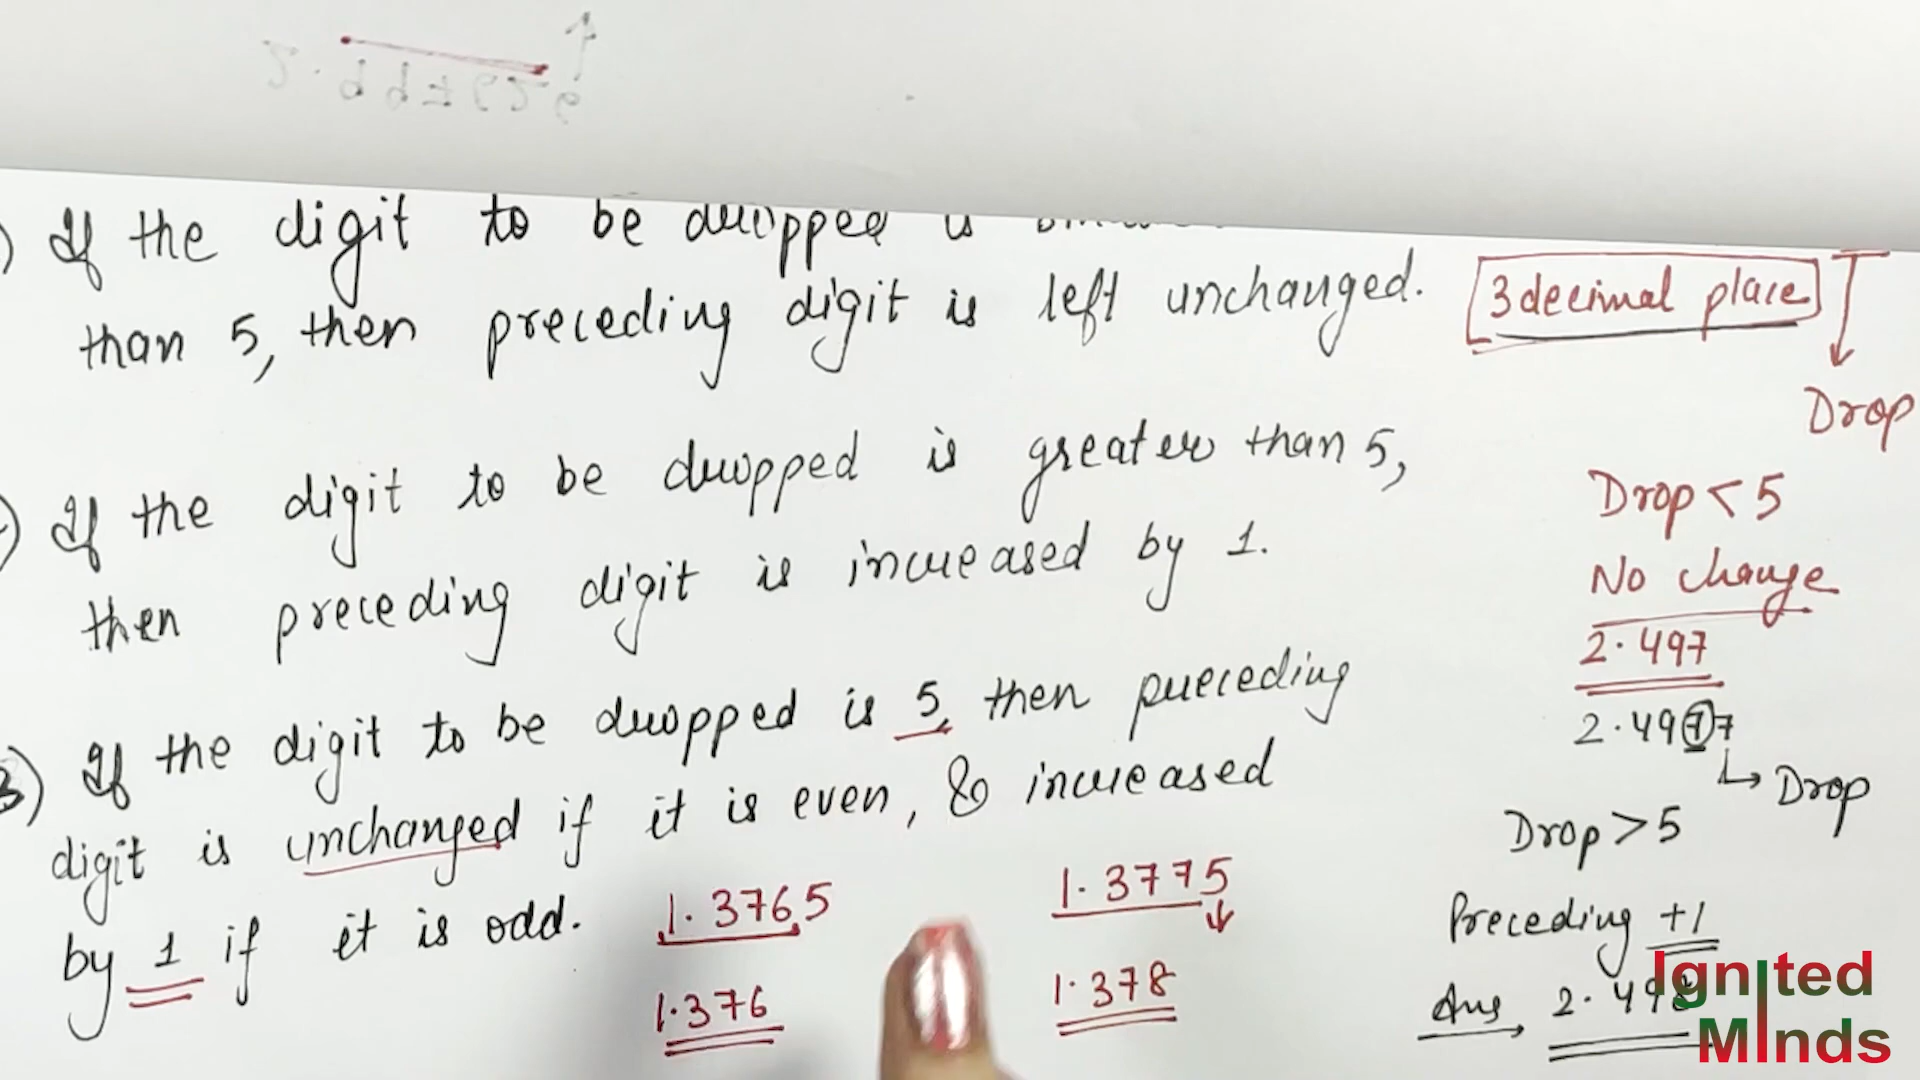 If the digit to be dropped is
than 5, then preceding digit is left unchanged.
If the digit to be dropped is greater than 5,
then preceding digit is increased by 1.
3) If the digit to be dropped is 5, then preceding
digit is unchanged if it is even, & increased
by 1 if it is odd.
1.3765
1.376
1.3775
1.378
3 decimal place
Drop
Drop < 5
No change
2.497
2.4977
Drop
Drop > 5
Preceding +1
Ans 2.498
Ignited
Minds